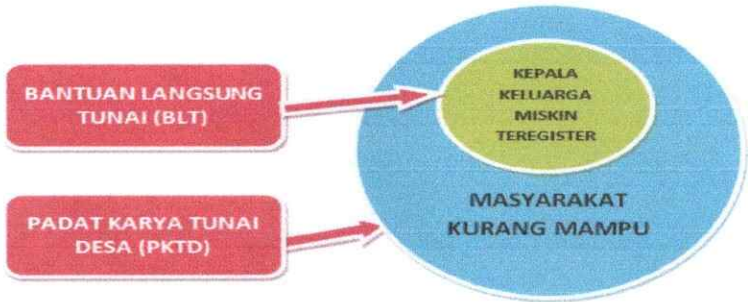 BANTUAN LANGSUNG
TUNAI (BLT)
KEPALA
KELUARGA
MISKIN
TEREGISTER
PADAT KARYA TUNAI
DESA (PKTD)
MASYARAKAT
KURANG MAMPU